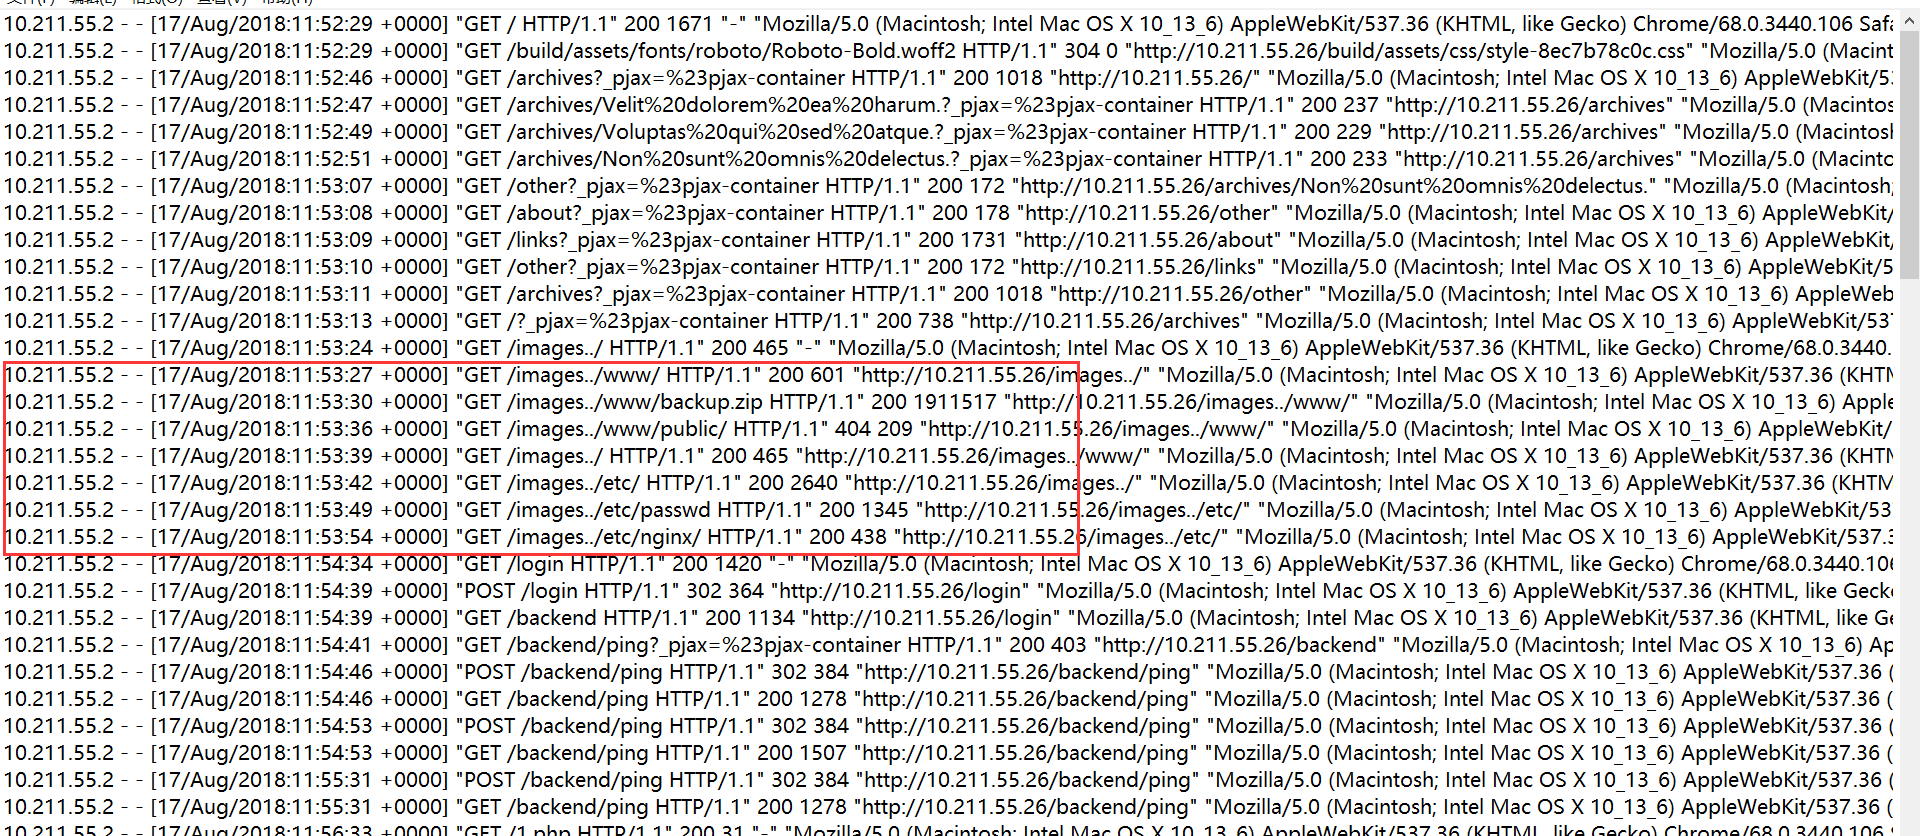 文件(F) 编辑(E) 格式(O) 查看(V) 帮助(H)
10.211.55.2 - - [17/Aug/2018:11:52:29 +0000] "GET / HTTP/1.1" 200 1671 "-" "Mozilla/5.0 (Macintosh; Intel Mac OS X 10_13_6) AppleWebKit/537.36 (KHTML, like Gecko) Chrome/68.0.3440.106 Safa
10.211.55.2 - - [17/Aug/2018:11:52:29 +0000] "GET /build/assets/fonts/roboto/Roboto-Bold.woff2 HTTP/1.1" 304 0 "http://10.211.55.26/build/assets/css/style-8ec7b78c0c.css" "Mozilla/5.0 (Macint
10.211.55.2 - - [17/Aug/2018:11:52:46 +0000] "GET /archives?_pjax=%23pjax-container HTTP/1.1" 200 1018 "http://10.211.55.26/" "Mozilla/5.0 (Macintosh; Intel Mac OS X 10_13_6) AppleWebKit/53
10.211.55.2 - - [17/Aug/2018:11:52:47 +0000] "GET /archives/Velit%20dolorem%20ea%20harum.?_pjax=%23pjax-container HTTP/1.1" 200 237 "http://10.211.55.26/archives" "Mozilla/5.0 (Macintos
10.211.55.2 - - [17/Aug/2018:11:52:49 +0000] "GET /archives/Voluptas%20qui%20sed%20atque.?_pjax=%23pjax-container HTTP/1.1" 200 229 "http://10.211.55.26/archives" "Mozilla/5.0 (Macintosh
10.211.55.2 - - [17/Aug/2018:11:52:51 +0000] "GET /archives/Non%20sunt%20omnis%20delectus.?_pjax=%23pjax-container HTTP/1.1" 200 233 "http://10.211.55.26/archives" "Mozilla/5.0 (Macinto
10.211.55.2 - - [17/Aug/2018:11:53:07 +0000] "GET /other?_pjax=%23pjax-container HTTP/1.1" 200 172 "http://10.211.55.26/archives/Non%20sunt%20omnis%20delectus." "Mozilla/5.0 (Macintosh;
10.211.55.2 - - [17/Aug/2018:11:53:08 +0000] "GET /about?_pjax=%23pjax-container HTTP/1.1" 200 178 "http://10.211.55.26/other" "Mozilla/5.0 (Macintosh; Intel Mac OS X 10_13_6) AppleWebKit/
10.211.55.2 - - [17/Aug/2018:11:53:09 +0000] "GET /links?_pjax=%23pjax-container HTTP/1.1" 200 1731 "http://10.211.55.26/about" "Mozilla/5.0 (Macintosh; Intel Mac OS X 10_13_6) AppleWebKit/
10.211.55.2 - - [17/Aug/2018:11:53:10 +0000] "GET /other?_pjax=%23pjax-container HTTP/1.1" 200 172 "http://10.211.55.26/links" "Mozilla/5.0 (Macintosh; Intel Mac OS X 10_13_6) AppleWebKit/5
10.211.55.2 - - [17/Aug/2018:11:53:11 +0000] "GET /archives?_pjax=%23pjax-container HTTP/1.1" 200 1018 "http://10.211.55.26/other" "Mozilla/5.0 (Macintosh; Intel Mac OS X 10_13_6) AppleWeb
10.211.55.2 - - [17/Aug/2018:11:53:13 +0000] "GET /?_pjax=%23pjax-container HTTP/1.1" 200 738 "http://10.211.55.26/archives" "Mozilla/5.0 (Macintosh; Intel Mac OS X 10_13_6) AppleWebKit/537
10.211.55.2 - - [17/Aug/2018:11:53:24 +0000] "GET /images../ HTTP/1.1" 200 465 "-" "Mozilla/5.0 (Macintosh; Intel Mac OS X 10_13_6) AppleWebKit/537.36 (KHTML, like Gecko) Chrome/68.0.3440.
10.211.55.2 - - [17/Aug/2018:11:53:27 +0000] "GET /images../www/ HTTP/1.1" 200 601 "http://10.211.55.26/images../" "Mozilla/5.0 (Macintosh; Intel Mac OS X 10_13_6) AppleWebKit/537.36 (KHTM
10.211.55.2 - - [17/Aug/2018:11:53:30 +0000] "GET /images../www/backup.zip HTTP/1.1" 200 1911517 "http://10.211.55.26/images../www/" "Mozilla/5.0 (Macintosh; Intel Mac OS X 10_13_6) Apple
10.211.55.2 - - [17/Aug/2018:11:53:36 +0000] "GET /images../www/public/ HTTP/1.1" 404 209 "http://10.211.55.26/images../www/" "Mozilla/5.0 (Macintosh; Intel Mac OS X 10_13_6) AppleWebKit/
10.211.55.2 - - [17/Aug/2018:11:53:39 +0000] "GET /images../ HTTP/1.1" 200 465 "http://10.211.55.26/images../www/" "Mozilla/5.0 (Macintosh; Intel Mac OS X 10_13_6) AppleWebKit/537.36 (KHTM
10.211.55.2 - - [17/Aug/2018:11:53:42 +0000] "GET /images../etc/ HTTP/1.1" 200 2640 "http://10.211.55.26/images../" "Mozilla/5.0 (Macintosh; Intel Mac OS X 10_13_6) AppleWebKit/537.36 (KHTM
10.211.55.2 - - [17/Aug/2018:11:53:49 +0000] "GET /images../etc/passwd HTTP/1.1" 200 1345 "http://10.211.55.26/images../etc/" "Mozilla/5.0 (Macintosh; Intel Mac OS X 10_13_6) AppleWebKit/53
10.211.55.2 - - [17/Aug/2018:11:53:54 +0000] "GET /images../etc/nginx/ HTTP/1.1" 200 438 "http://10.211.55.26/images../etc/" "Mozilla/5.0 (Macintosh; Intel Mac OS X 10_13_6) AppleWebKit/537.3
10.211.55.2 - - [17/Aug/2018:11:54:34 +0000] "GET /login HTTP/1.1" 200 1420 "-" "Mozilla/5.0 (Macintosh; Intel Mac OS X 10_13_6) AppleWebKit/537.36 (KHTML, like Gecko) Chrome/68.0.3440.106
10.211.55.2 - - [17/Aug/2018:11:54:39 +0000] "POST /login HTTP/1.1" 302 364 "http://10.211.55.26/login" "Mozilla/5.0 (Macintosh; Intel Mac OS X 10_13_6) AppleWebKit/537.36 (KHTML, like Gecko
10.211.55.2 - - [17/Aug/2018:11:54:39 +0000] "GET /backend HTTP/1.1" 200 1134 "http://10.211.55.26/login" "Mozilla/5.0 (Macintosh; Intel Mac OS X 10_13_6) AppleWebKit/537.36 (KHTML, like Ge
10.211.55.2 - - [17/Aug/2018:11:54:41 +0000] "GET /backend/ping?_pjax=%23pjax-container HTTP/1.1" 200 403 "http://10.211.55.26/backend" "Mozilla/5.0 (Macintosh; Intel Mac OS X 10_13_6) Ap
10.211.55.2 - - [17/Aug/2018:11:54:46 +0000] "POST /backend/ping HTTP/1.1" 302 384 "http://10.211.55.26/backend/ping" "Mozilla/5.0 (Macintosh; Intel Mac OS X 10_13_6) AppleWebKit/537.36 (
10.211.55.2 - - [17/Aug/2018:11:54:46 +0000] "GET /backend/ping HTTP/1.1" 200 1278 "http://10.211.55.26/backend/ping" "Mozilla/5.0 (Macintosh; Intel Mac OS X 10_13_6) AppleWebKit/537.36 (
10.211.55.2 - - [17/Aug/2018:11:54:53 +0000] "POST /backend/ping HTTP/1.1" 302 384 "http://10.211.55.26/backend/ping" "Mozilla/5.0 (Macintosh; Intel Mac OS X 10_13_6) AppleWebKit/537.36 (
10.211.55.2 - - [17/Aug/2018:11:54:53 +0000] "GET /backend/ping HTTP/1.1" 200 1507 "http://10.211.55.26/backend/ping" "Mozilla/5.0 (Macintosh; Intel Mac OS X 10_13_6) AppleWebKit/537.36 (
10.211.55.2 - - [17/Aug/2018:11:55:31 +0000] "POST /backend/ping HTTP/1.1" 302 384 "http://10.211.55.26/backend/ping" "Mozilla/5.0 (Macintosh; Intel Mac OS X 10_13_6) AppleWebKit/537.36 (
10.211.55.2 - - [17/Aug/2018:11:55:31 +0000] "GET /backend/ping HTTP/1.1" 200 1278 "http://10.211.55.26/backend/ping" "Mozilla/5.0 (Macintosh; Intel Mac OS X 10_13_6) AppleWebKit/537.36 (
10.211.55.2 - - [17/Aug/2018:11:56:33 +0000] "GET /1.php HTTP/1.1" 200 31 "-" "Mozilla/5.0 (Macintosh; Intel Mac OS X 10_13_6) AppleWebKit/537.36 (KHTML, like Gecko) Chrome/68.0.3440.106